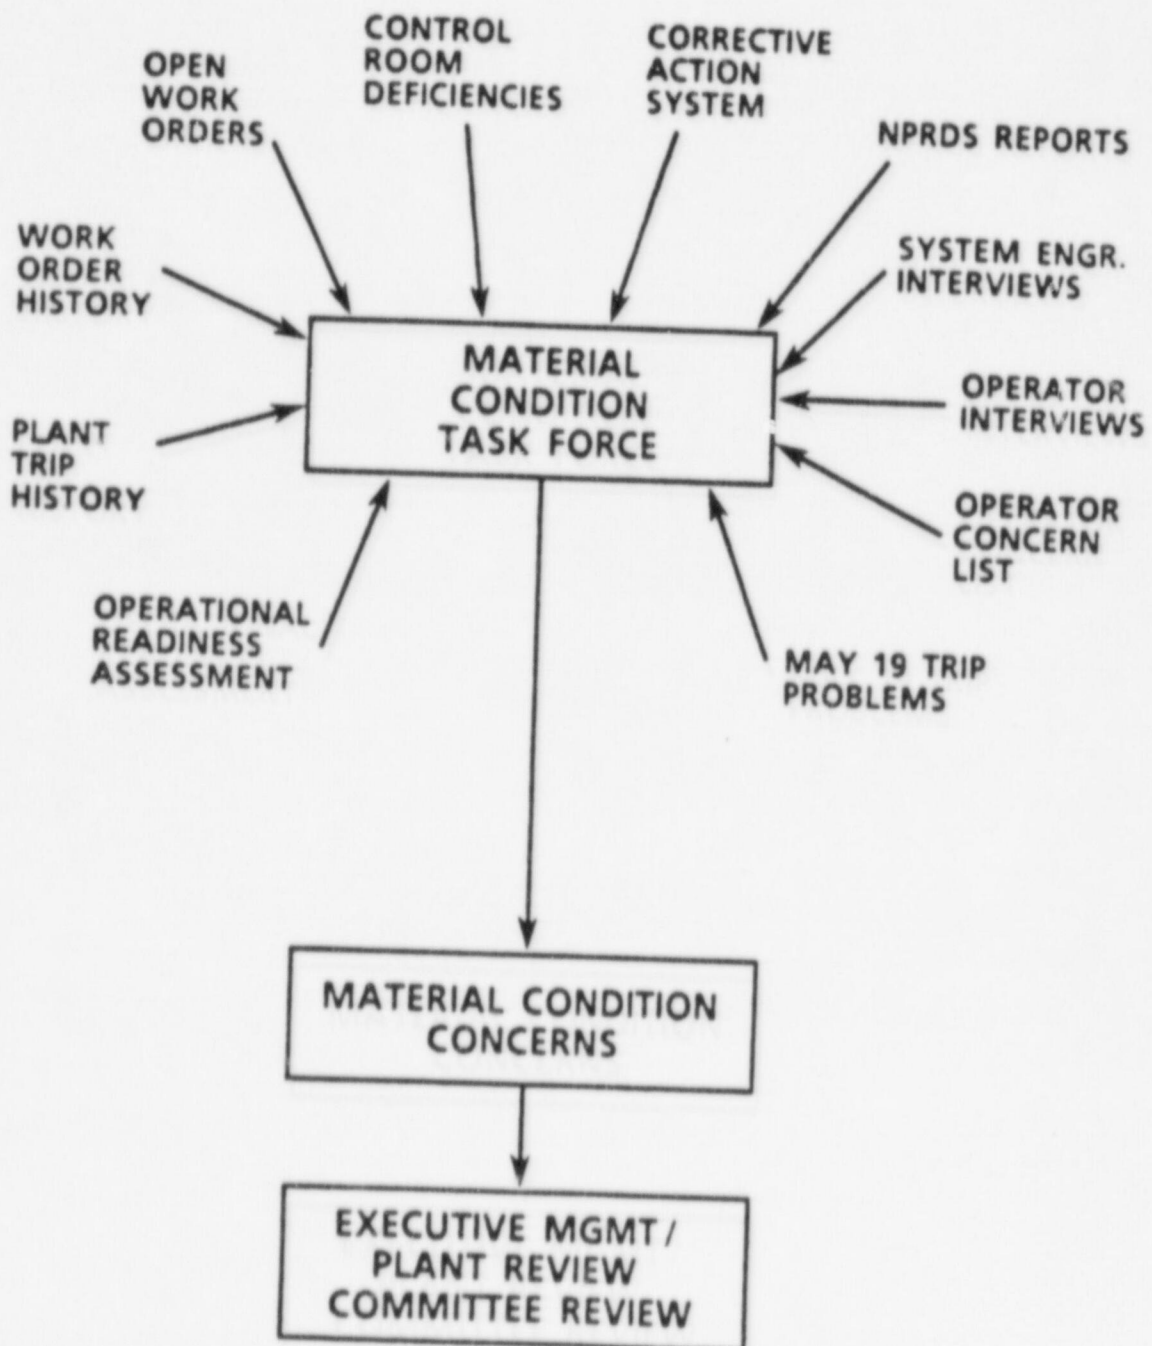 CONTROL
ROOM
DEFICIENCIES
CORRECTIVE
ACTION
SYSTEM
OPEN
WORK
ORDERS
NPRDS REPORTS
WORK
ORDER
HISTORY
SYSTEM ENGR.
INTERVIEWS
MATERIAL
CONDITION
TASK FORCE
OPERATOR
INTERVIEWS
PLANT
TRIP
HISTORY
OPERATOR
CONCERN
LIST
OPERATIONAL
READINESS
ASSESSMENT
MAY 19 TRIP
PROBLEMS
MATERIAL CONDITION
CONCERNS
EXECUTIVE MGMT/
PLANT REVIEW
COMMITTEE REVIEW